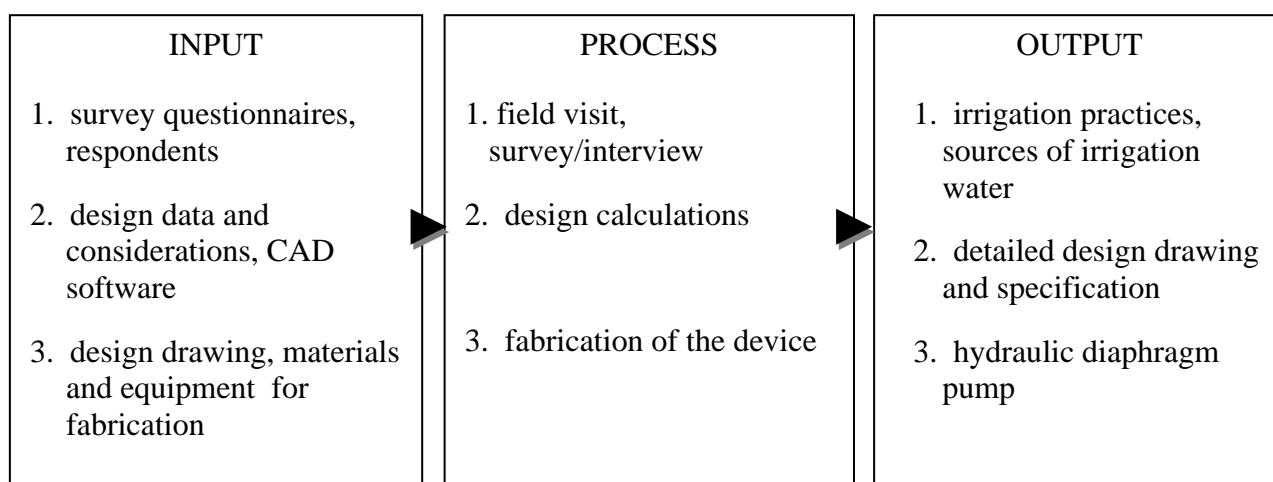 INPUT
1. survey questionnaires,
respondents
2. design data and
considerations, CAD
software
3. design drawing, materials
and equipment for
fabrication
PROCESS
1. field visit,
survey/interview
2. design calculations
3. fabrication of the device
OUTPUT
1. irrigation practices,
sources of irrigation
water
2. detailed design drawing
and specification
3. hydraulic diaphragm
pump